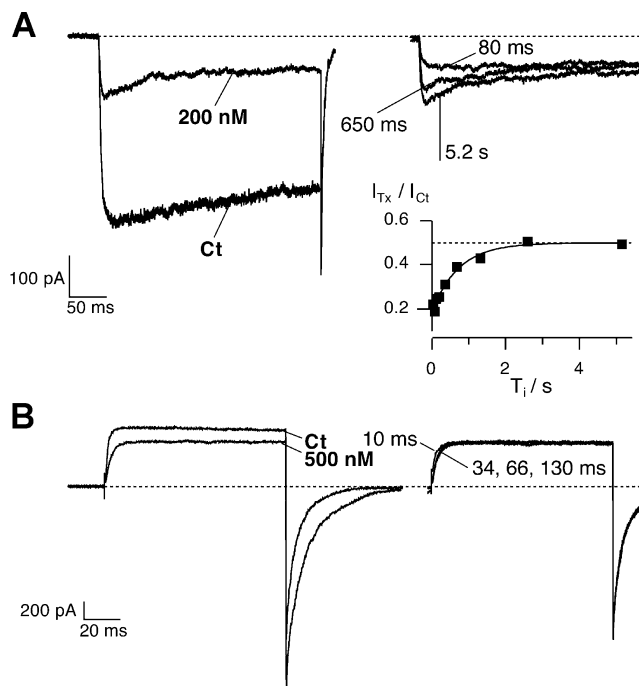 A
80 ms
200 nM
650 ms
5.2 s
Ct
100 pA
50 ms
I_Tx / I_Ct
0.6
0.4
0.2
0 2 4
T_i / s
B
Ct
500 nM
10 ms
34, 66, 130 ms
200 pA
20 ms